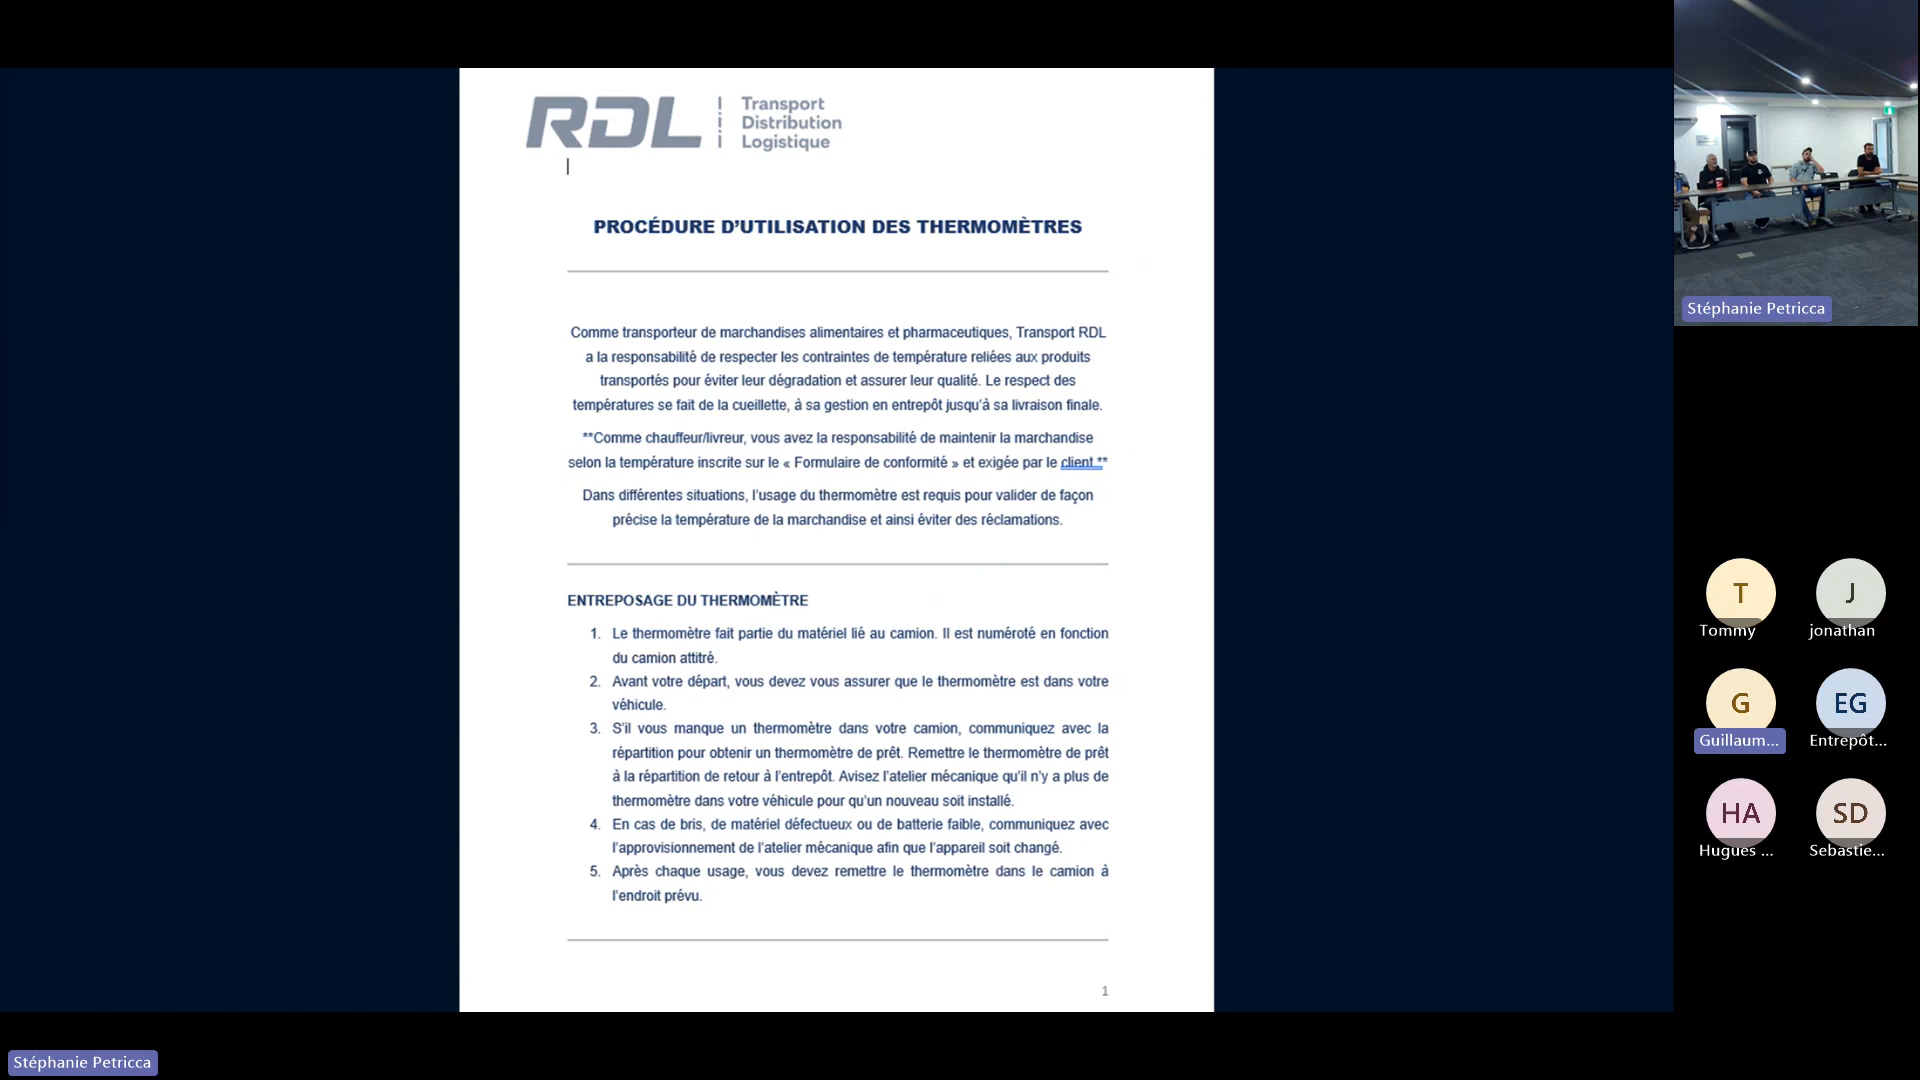 RDL
Transport
Distribution
Logistique
PROCÉDURE D'UTILISATION DES THERMOMÈTRES
Comme transporteur de marchandises alimentaires et pharmaceutiques, Transport RDL
a la responsabilité de respecter les contraintes de température reliées aux produits
transportés pour éviter leur dégradation et assurer leur qualité. Le respect des
températures se fait de la cueillette, à sa gestion en entrepôt jusqu'à sa livraison finale.
**Comme chauffeur/livreur, vous avez la responsabilité de maintenir la marchandise
selon la température inscrite sur le « Formulaire de conformité » et exigée par le client.**
Dans différentes situations, l'usage du thermomètre est requis pour valider de façon
précise la température de la marchandise et ainsi éviter des réclamations.
ENTREPOSAGE DU THERMOMÈTRE
1. Le thermomètre fait partie du matériel lié au camion. Il est numéroté en fonction
du camion attitré.
2. Avant votre départ, vous devez vous assurer que le thermomètre est dans votre
véhicule.
3. S'il vous manque un thermomètre dans votre camion, communiquez avec la
répartition pour obtenir un thermomètre de prêt. Remettre le thermomètre de prêt
à la répartition de retour à l'entrepôt. Avisez l'atelier mécanique qu'il n'y a plus de
thermomètre dans votre véhicule pour qu'un nouveau soit installé.
4. En cas de bris, de matériel défectueux ou de batterie faible, communiquez avec
l'approvisionnement de l'atelier mécanique afin que l'appareil soit changé.
5. Après chaque usage, vous devez remettre le thermomètre dans le camion à
l'endroit prévu.
1
Stéphanie Petricca
T
Tommy
J
jonathan
G
Guillaum...
EG
Entrepôt...
HA
Hugues ...
SD
Sebastie...
Stéphanie Petricca